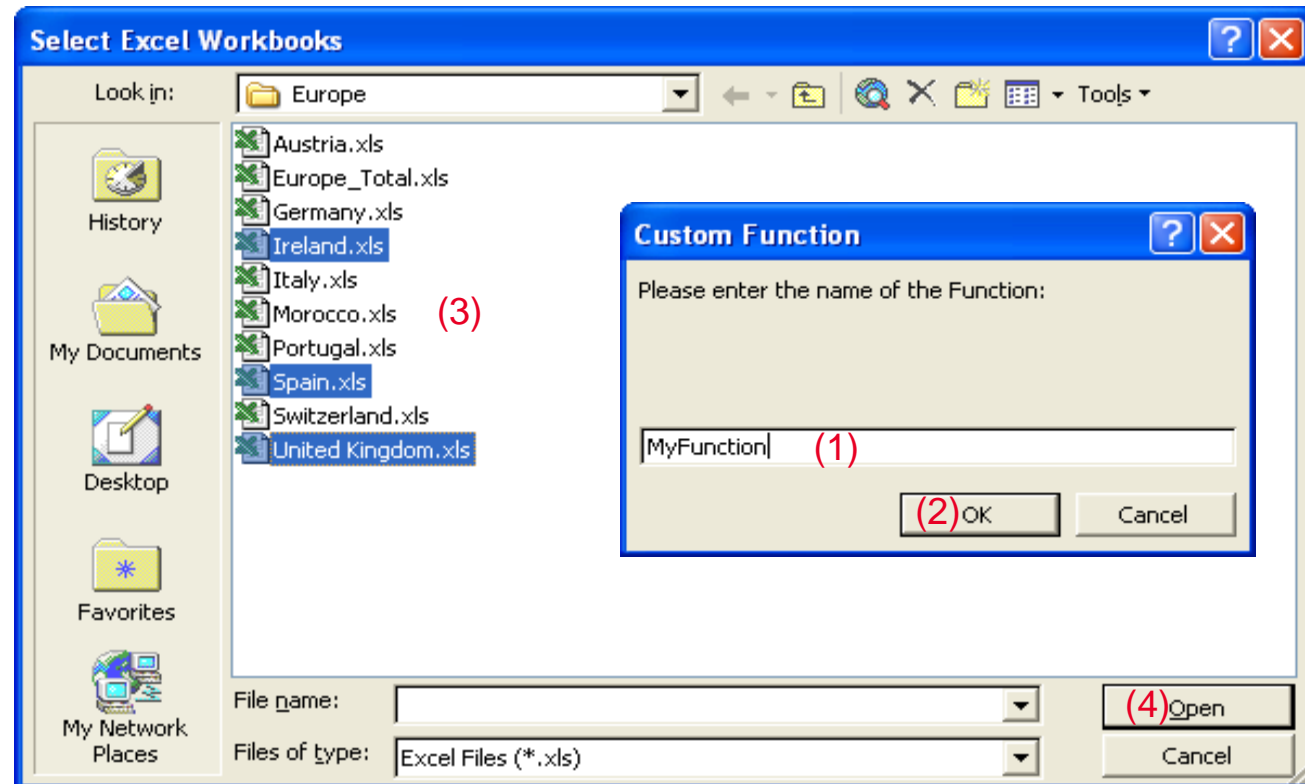 Select Excel Workbooks
Look in:
Europe
Tools
History
My Documents
Desktop
Favorites
My Network
Places
Austria.xls
Europe_Total.xls
Germany.xls
Ireland.xls
Italy.xls
Morocco.xls
(3)
Portugal.xls
Spain.xls
Switzerland.xls
United Kingdom.xls
Custom Function
Please enter the name of the Function:
MyFunction
(1)
(2) OK
Cancel
File name:
(4) Open
Files of type:
Excel Files (*.xls)
Cancel